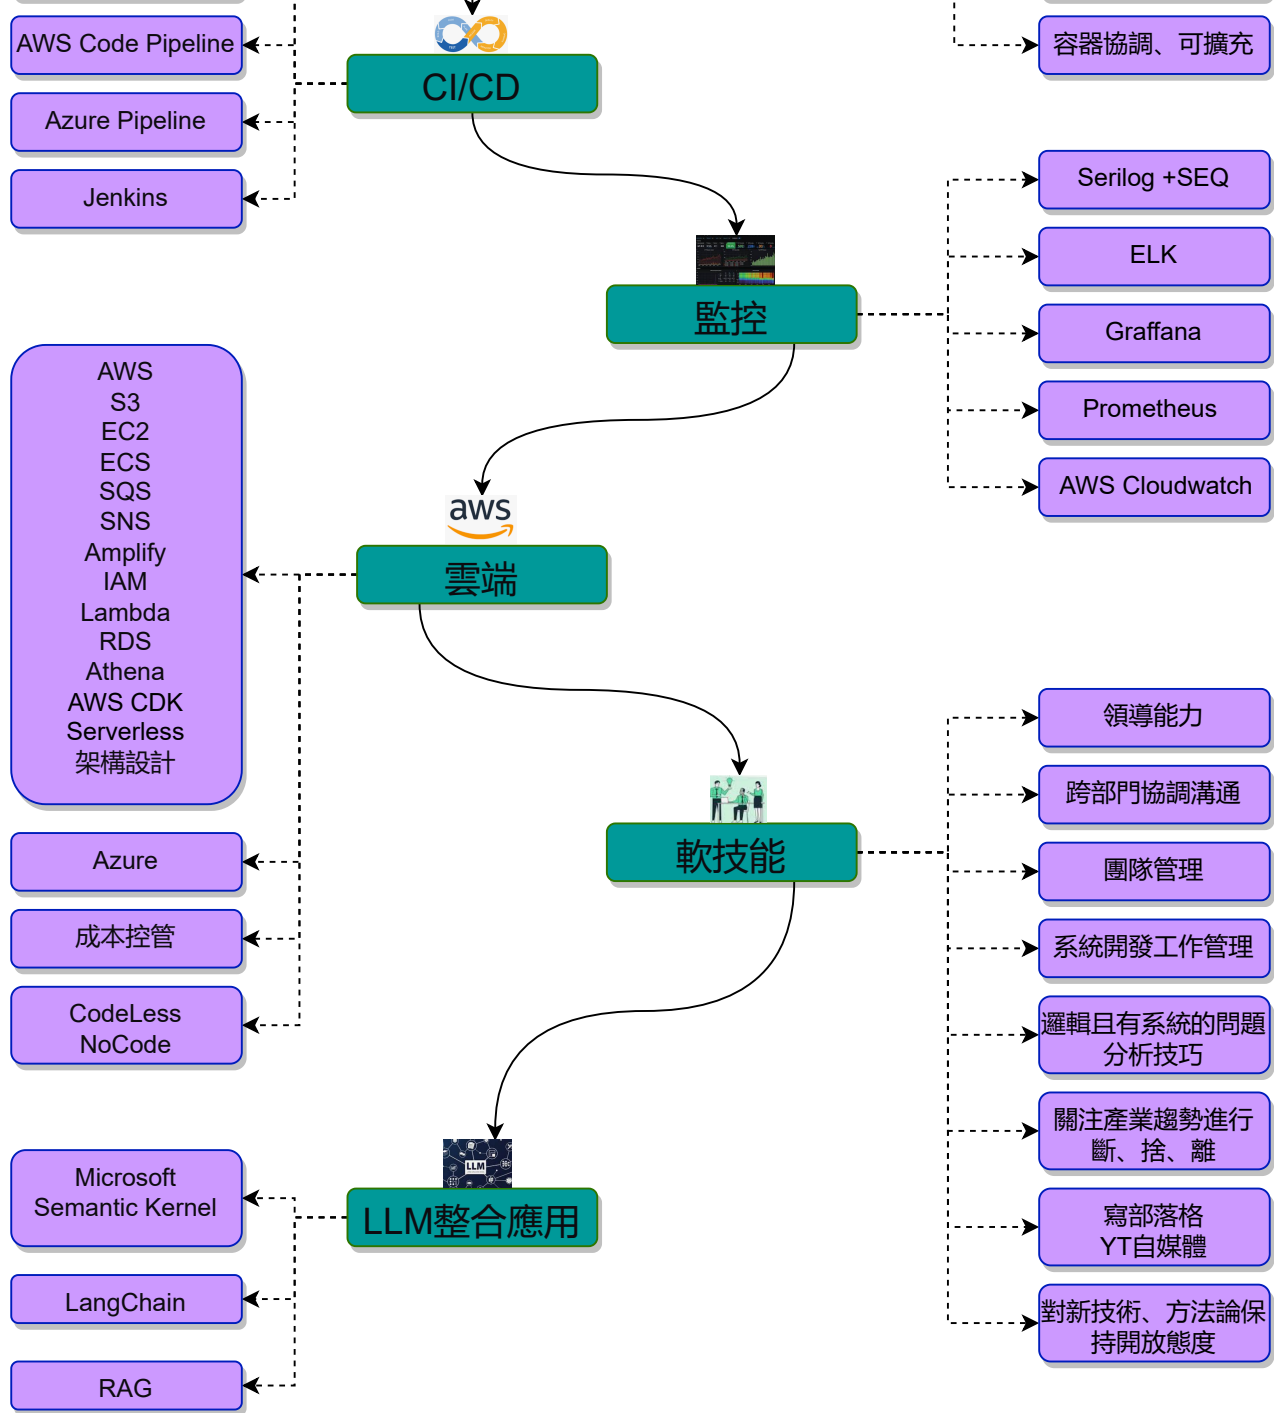 AWS Code Pipeline
CI/CD
Azure Pipeline
Jenkins
容器協調、可擴充
監控
Serilog +SEQ
ELK
Graffana
Prometheus
AWS Cloudwatch
aws
雲端
AWS
S3
EC2
ECS
SQS
SNS
Amplify
IAM
Lambda
RDS
Athena
AWS CDK
Serverless
架構設計
Azure
成本控管
CodeLess
NoCode
軟技能
領導能力
跨部門協調溝通
團隊管理
系統開發工作管理
邏輯且有系統的問題
分析技巧
關注產業趨勢進行
斷、捨、離
寫部落格
YT自媒體
對新技術、方法論保
持開放態度
LLM
LLM整合應用
Microsoft
Semantic Kernel
LangChain
RAG